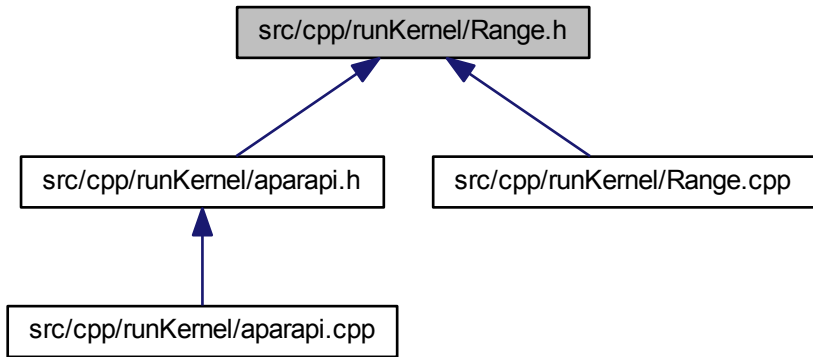 src/cpp/runKernel/Range.h
src/cpp/runKernel/aparapi.h
src/cpp/runKernel/Range.cpp
src/cpp/runKernel/aparapi.cpp